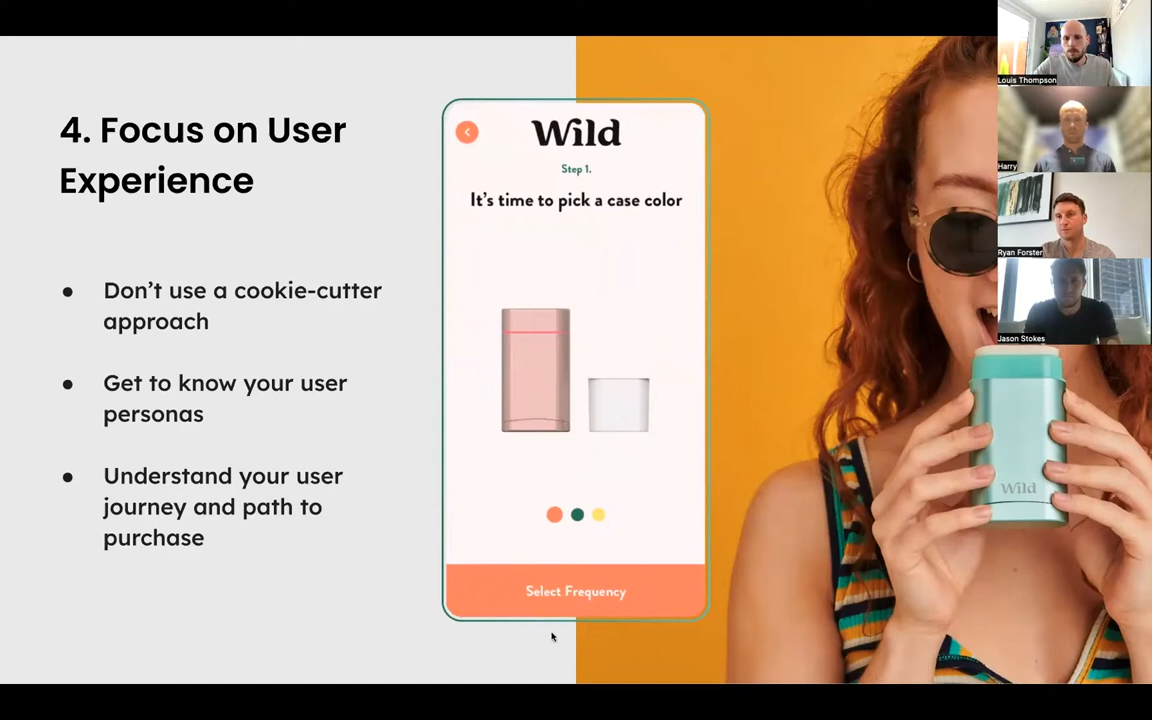 4. Focus on User
Experience
● Don’t use a cookie-cutter
approach
● Get to know your user
personas
● Understand your user
journey and path to
purchase
Wild
Step 1.
It’s time to pick a case color
Select Frequency
Wild
Louis Thompson
Harry
Ryan Forster
Jason Stokes